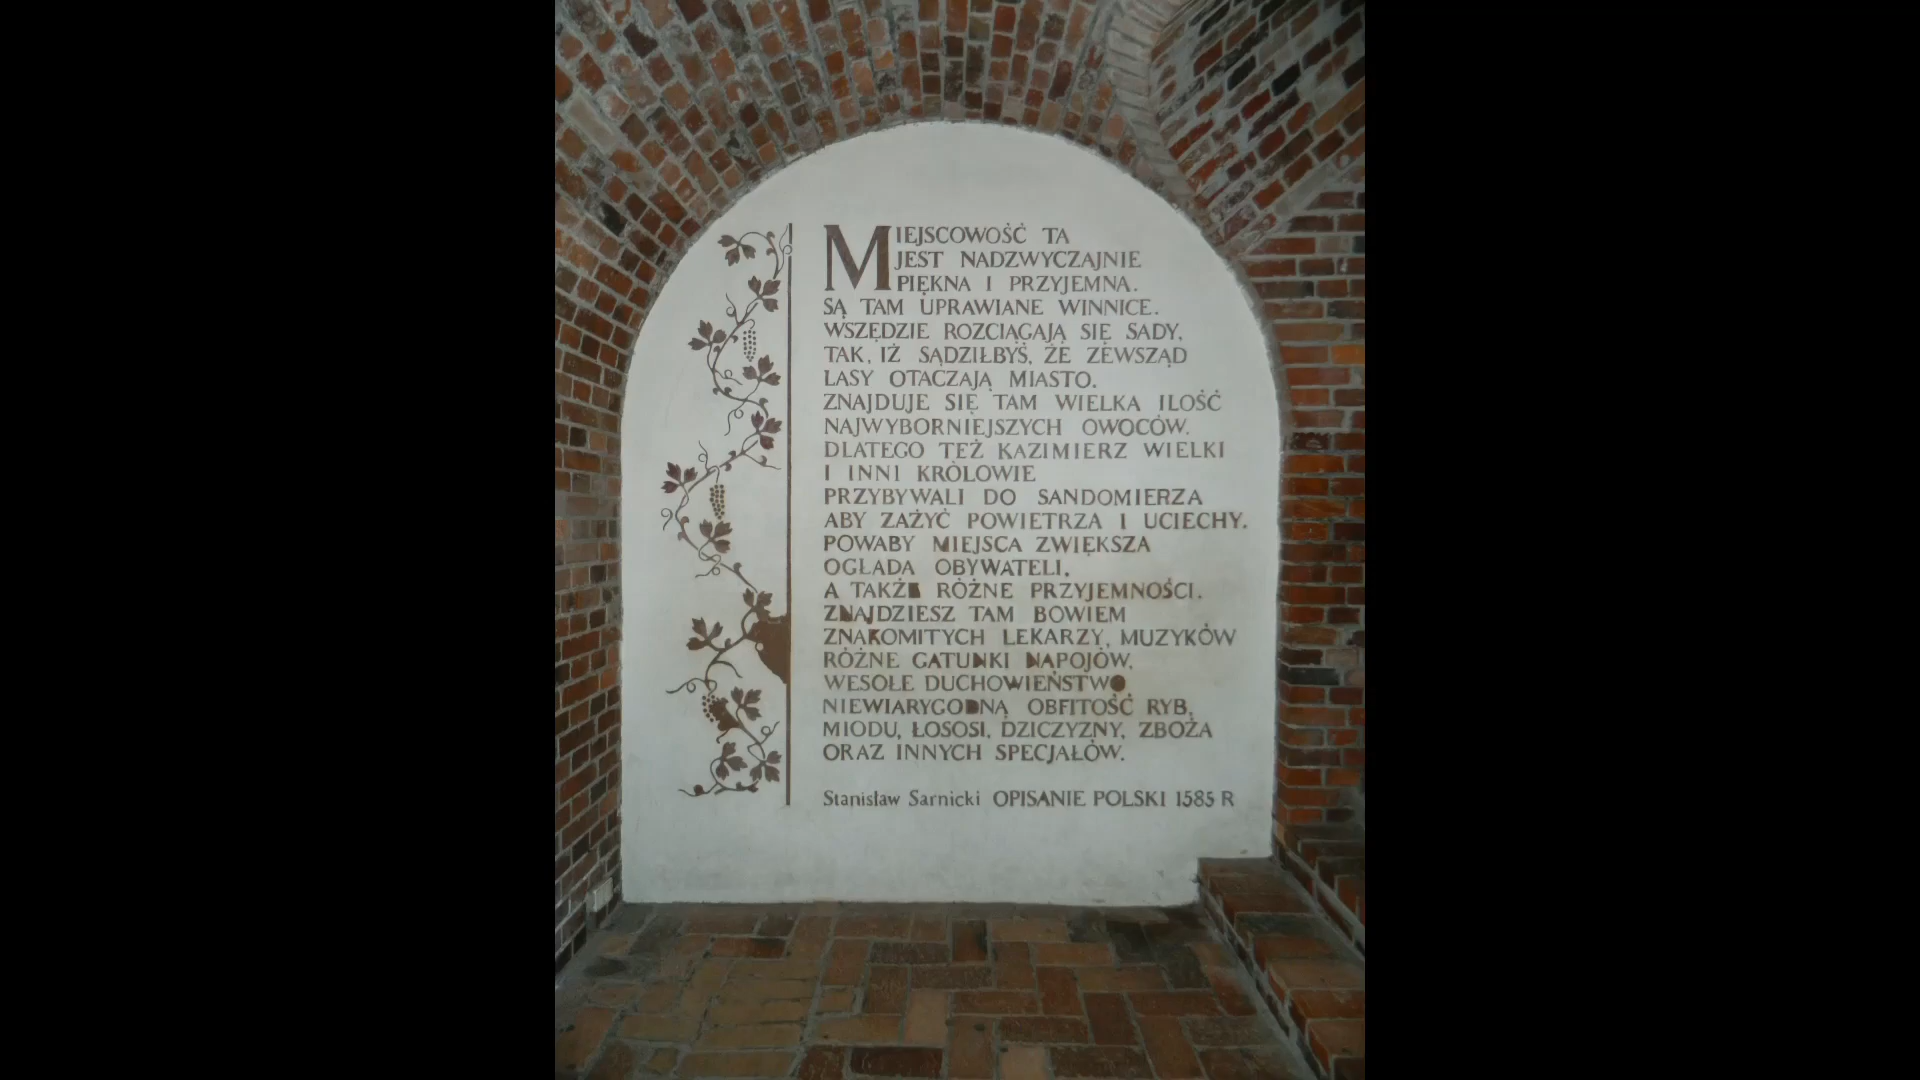 MIEJSCOWOŚĆ TA
JEST NADZWYCZAJNIE
PIĘKNA I PRZYJEMNA.
SĄ TAM UPRAWIANE WINNICE.
WSZĘDZIE ROZCIĄGAJĄ SIĘ SADY,
TAK, IŻ SĄDZIŁBYŚ, ŻE ZEWSZĄD
LASY OTACZAJĄ MIASTO.
ZNAJDUJE SIĘ TAM WIELKA ILOŚĆ
NAJWYBORNIEJSZYCH OWOCÓW.
DLATEGO TEŻ KAZIMIERZ WIELKI
I INNI KRÓLOWIE
PRZYBYWALI DO SANDOMIERZA
ABY ZAŻYĆ POWIETRZA I UCIECHY.
POWABY MIEJSCA ZWIĘKSZA
OGŁADA OBYWATELI,
A TAKŻE RÓŻNE PRZYJEMNOŚCI.
ZNAJDZIESZ TAM BOWIEM
ZNAKOMITYCH LEKARZY, MUZYKÓW
RÓŻNE GATUNKI NAPOJÓW,
WESOŁE DUCHOWIEŃSTWO
NIEWIARYGODNĄ OBFITOŚĆ RYB,
MIODU, ŁOSOSI, DZICZYZNY, ZBOŻA
ORAZ INNYCH SPECJAŁÓW.
Stanisław Sarnicki OPISANIE POLSKI 1585 R